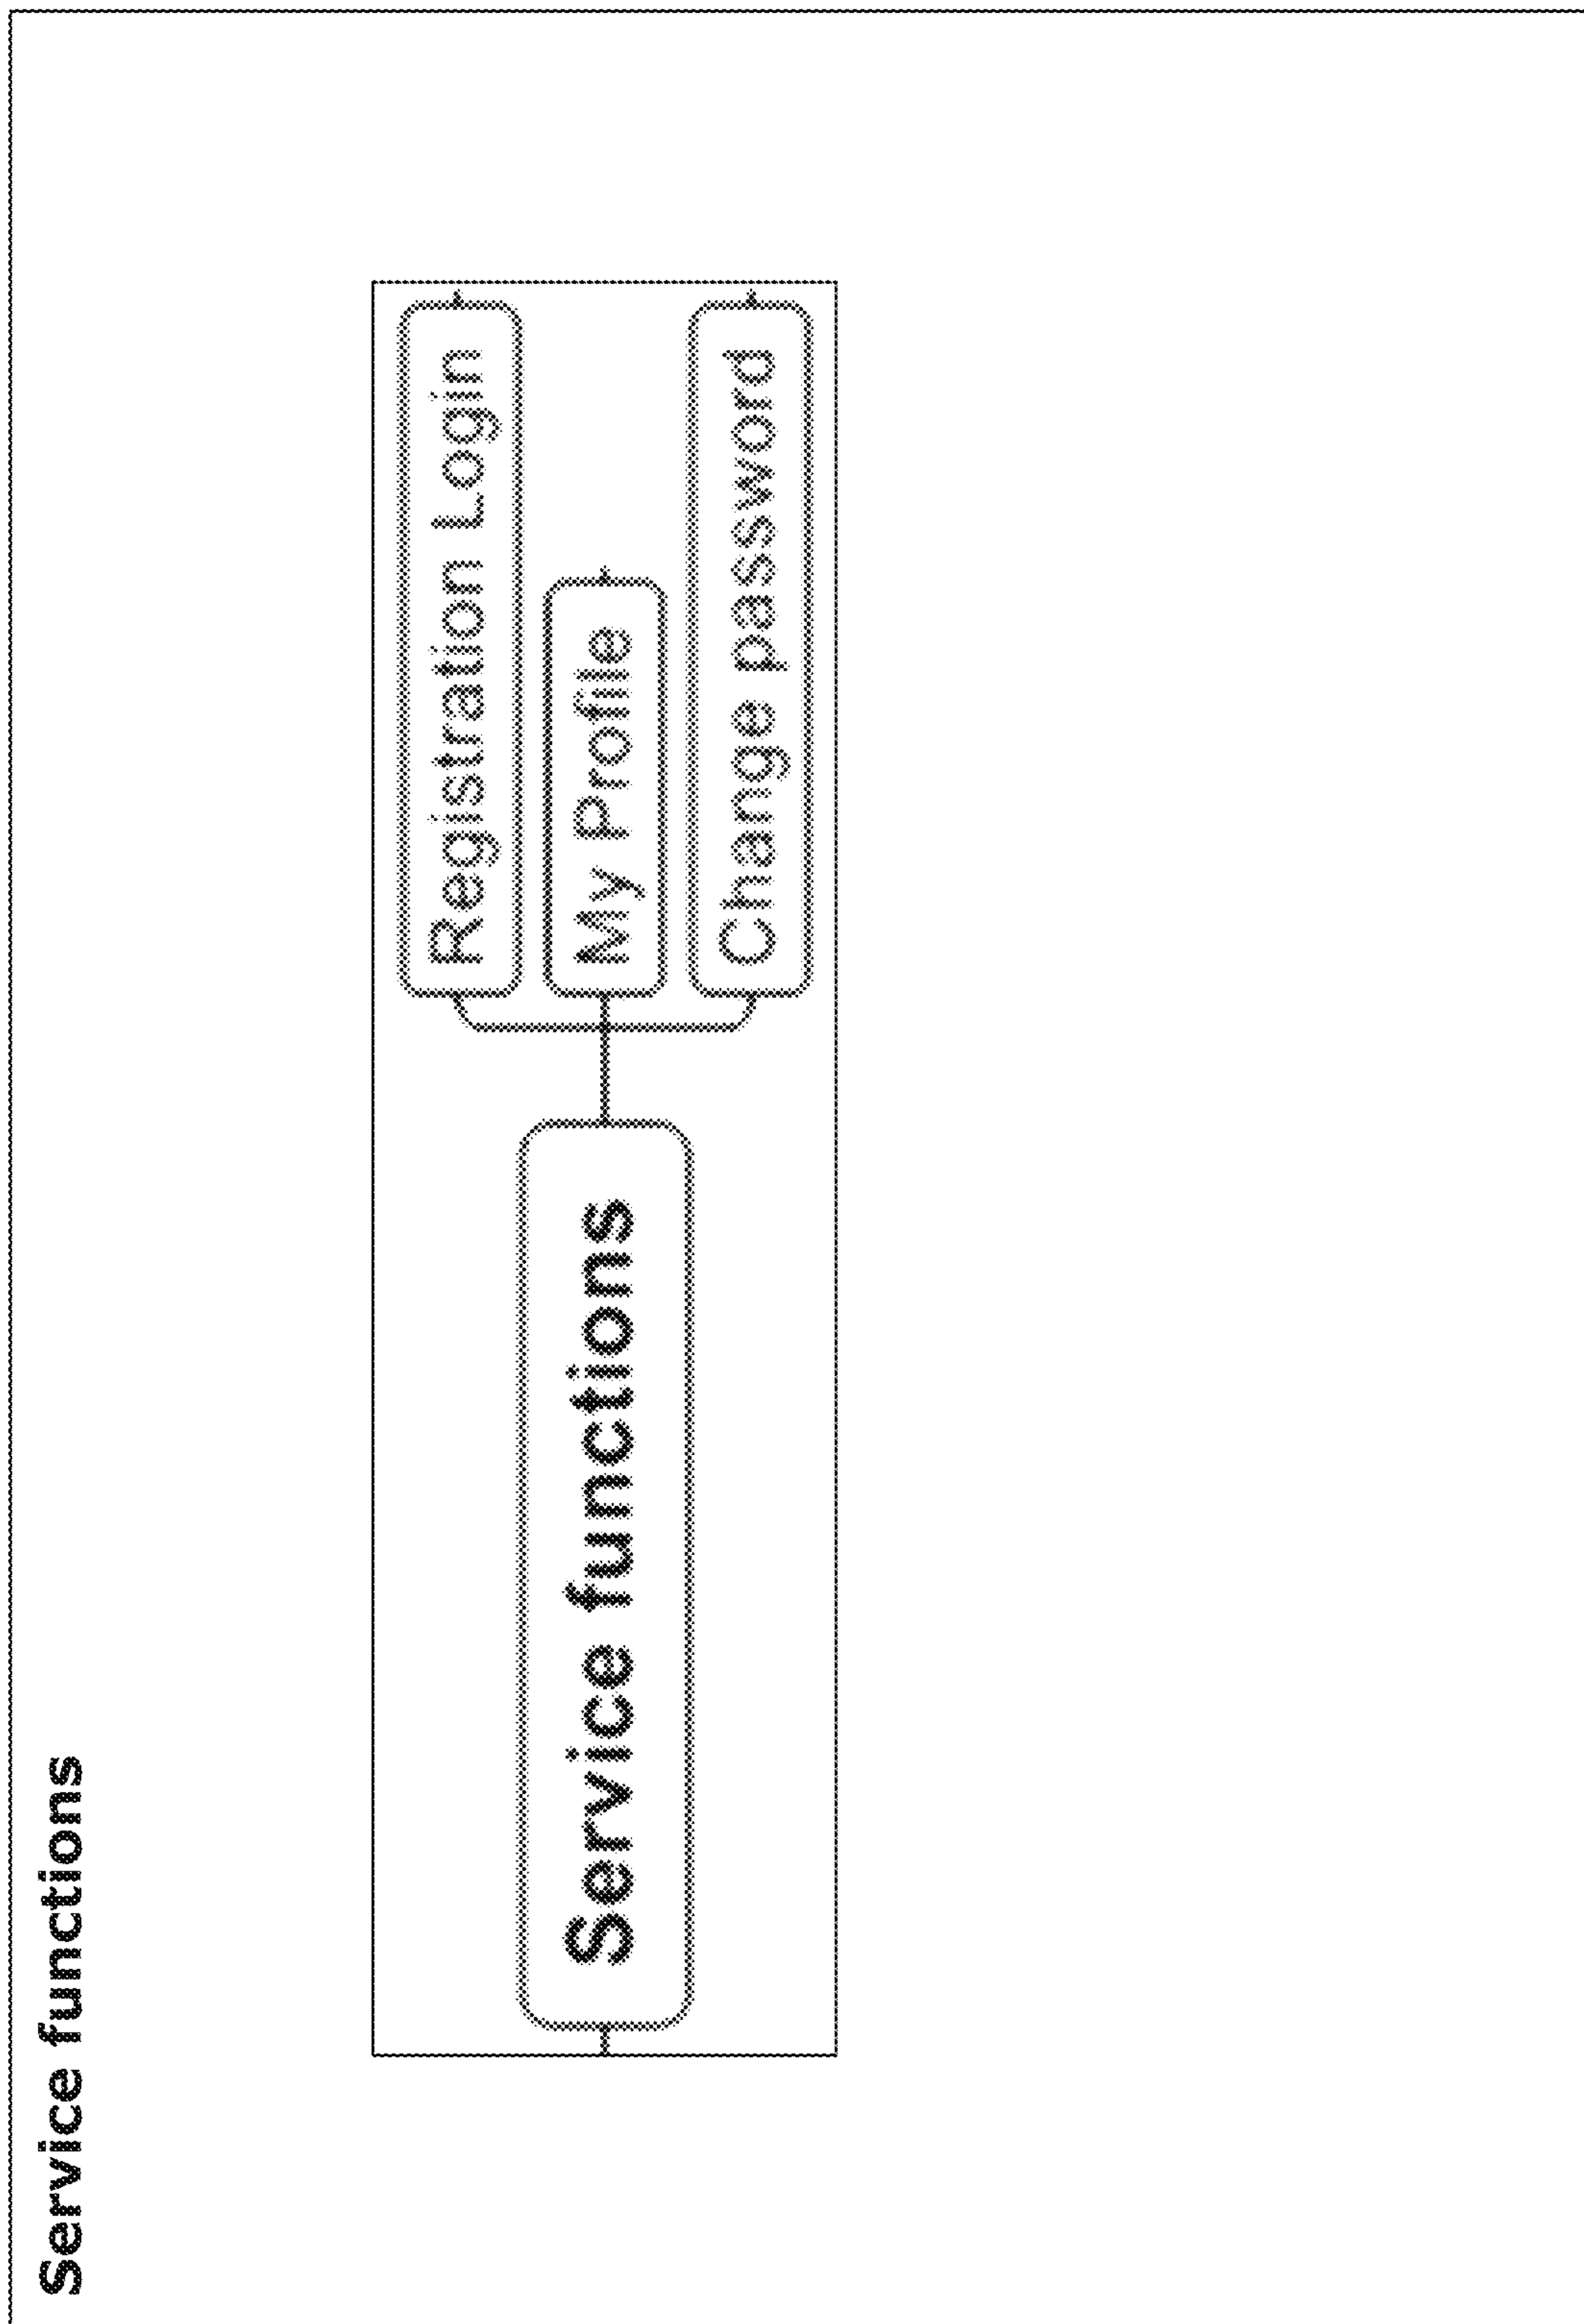 Service functions
Service functions
Registration Login
My Profile
Change password